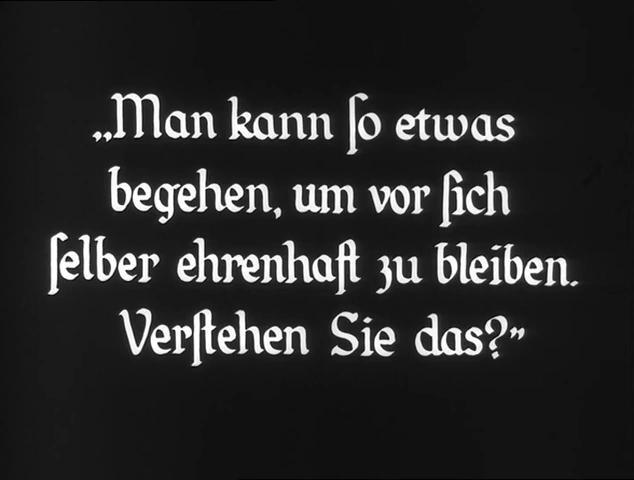 „Man kann ſo etwas
begehen, um vor ſich
ſelber ehrenhaft zu bleiben.
Verſtehen Sie das?”